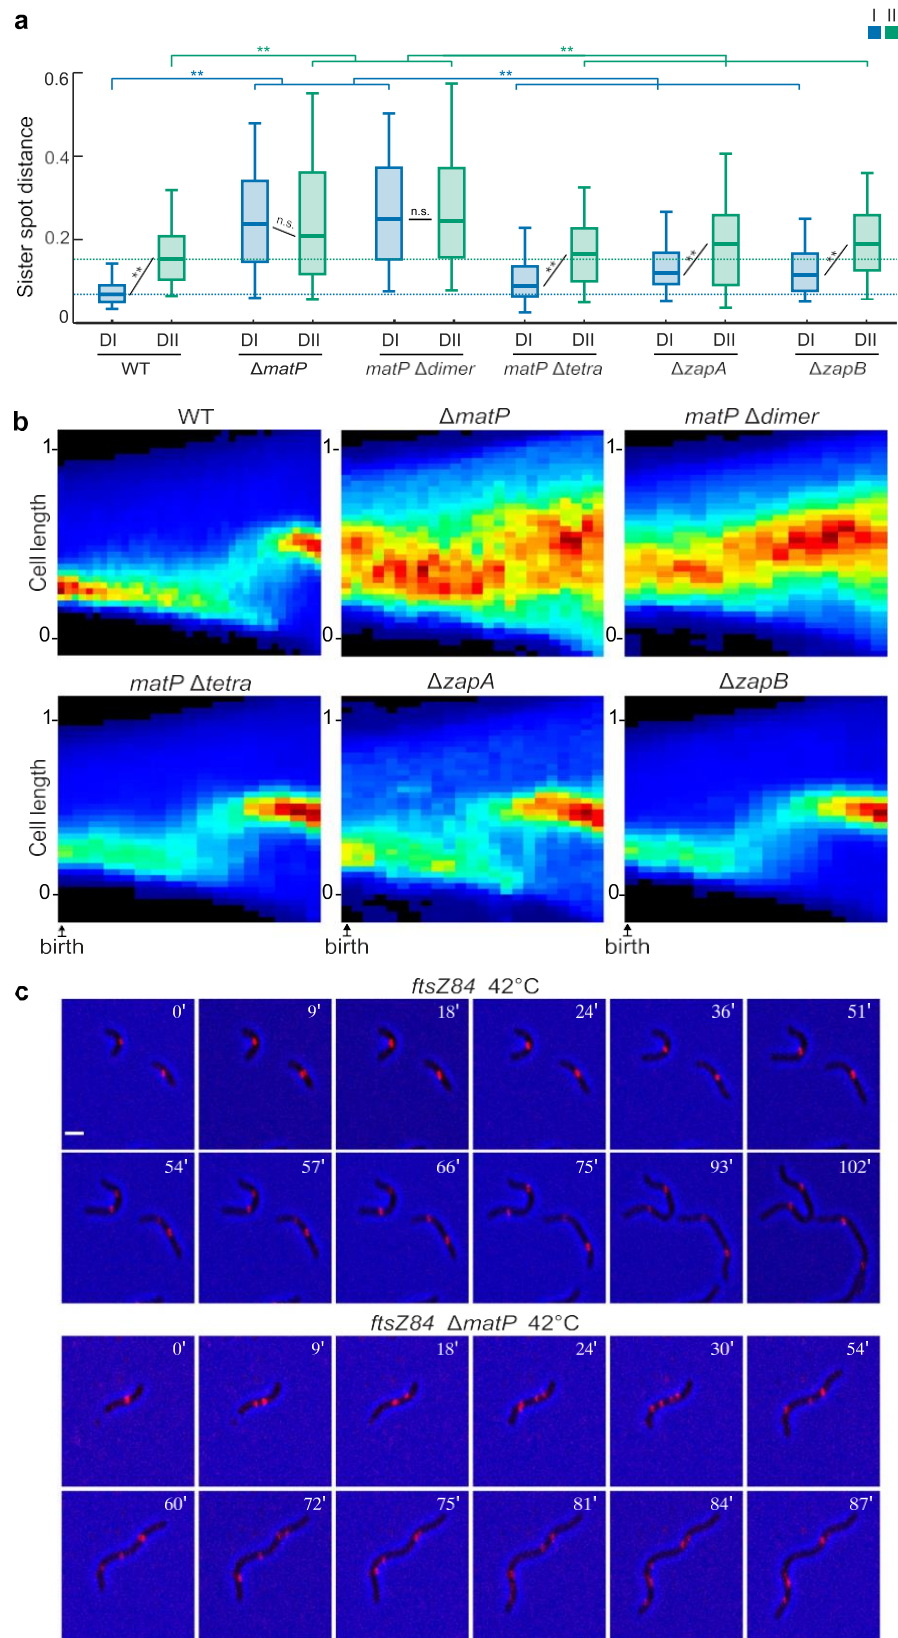 a
I II
** **
** **
Sister spot distance
0.6
0.4
0.2
0
**
n.s.
n.s.
**
**
**
DI DII DI DII DI DII DI DII DI DII DI DII
WT ΔmatP matP Δdimer matP Δtetra ΔzapA ΔzapB
b
WT ΔmatP matP Δdimer
1 1 1
Cell length
0 0 0
matP Δtetra ΔzapA ΔzapB
1 1
Cell length
0 0 0
birth birth birth
c
ftsZ84 42°C
0' 9' 18' 24' 36' 51'
54' 57' 66' 75' 93' 102'
ftsZ84 ΔmatP 42°C
0' 9' 18' 24' 30' 54'
60' 72' 75' 81' 84' 87'